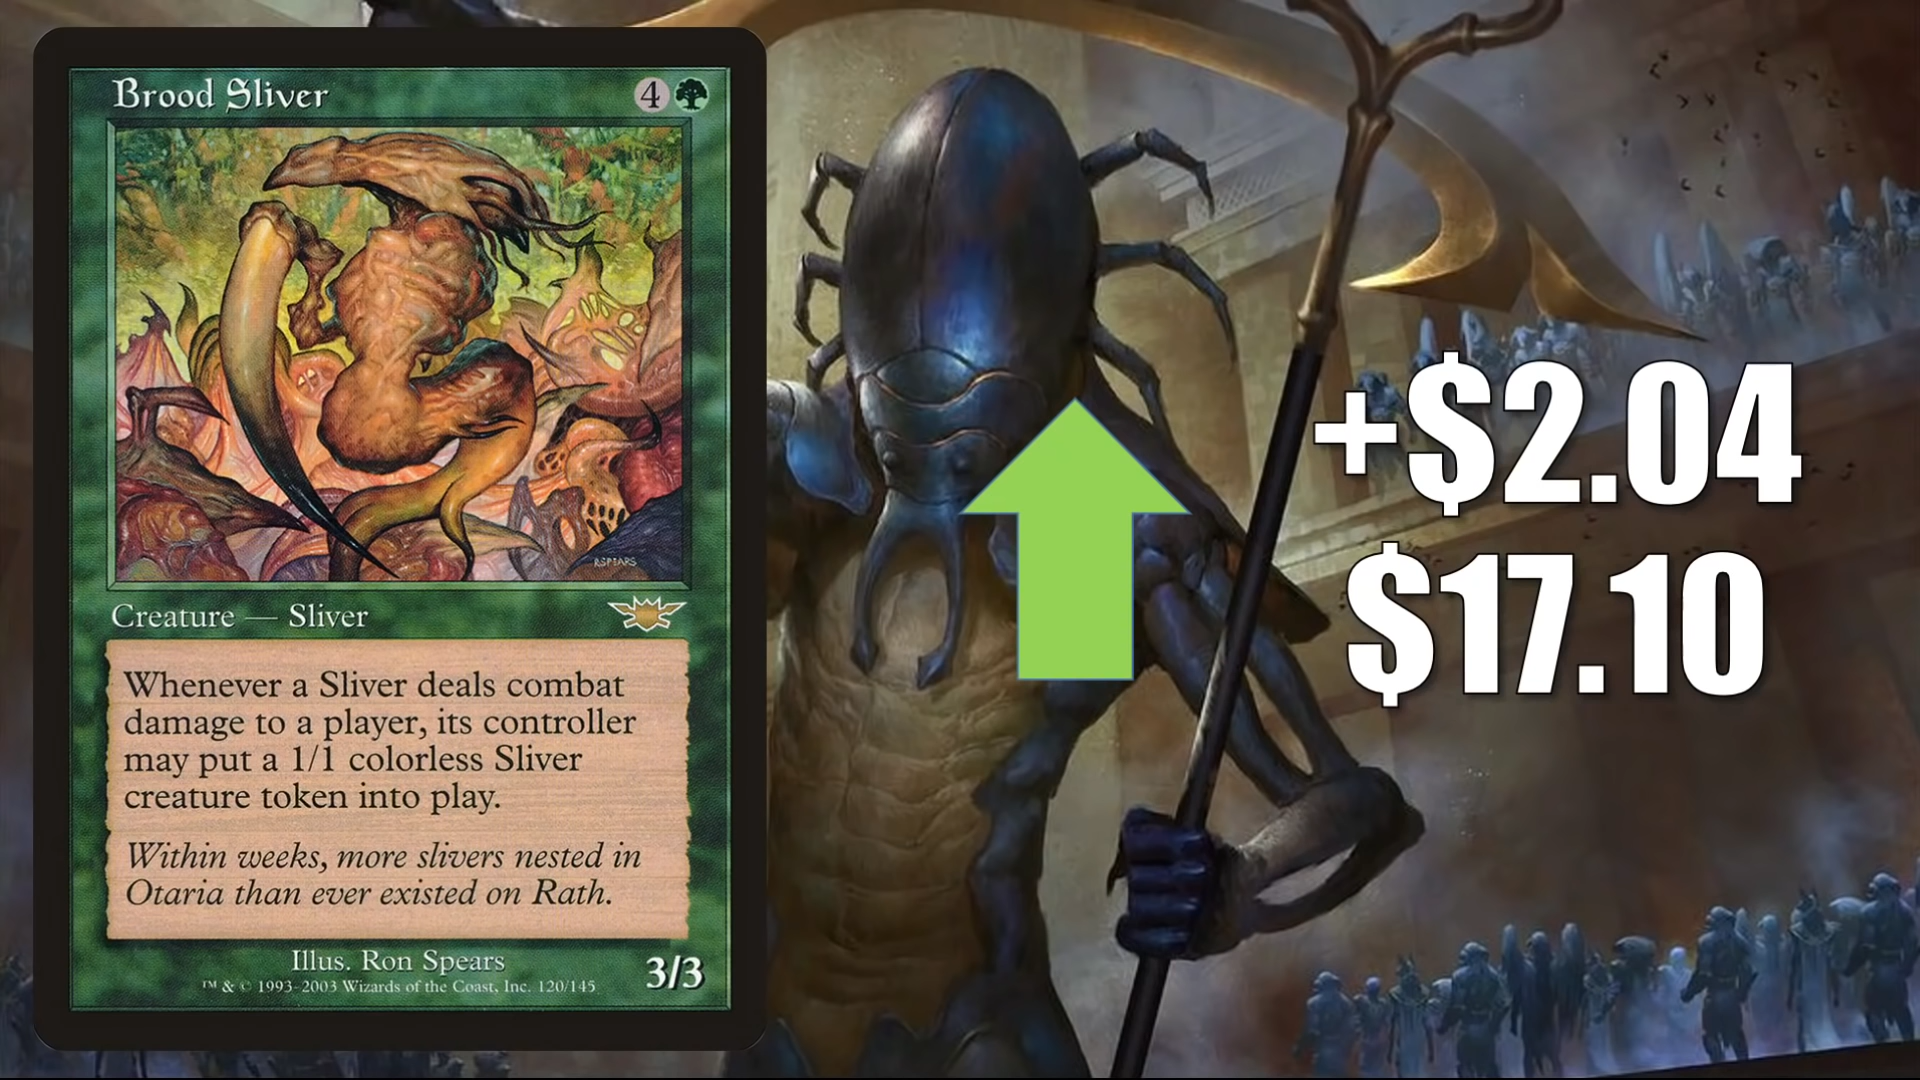 Brood Sliver 4
R.SPEARS
Creature — Sliver
Whenever a Sliver deals combat
damage to a player, its controller
may put a 1/1 colorless Sliver
creature token into play.
Within weeks, more slivers nested in
Otaria than ever existed on Rath.
Illus. Ron Spears
™ & © 1993-2003 Wizards of the Coast, Inc. 120/145
3/3
+$2.04
$17.10